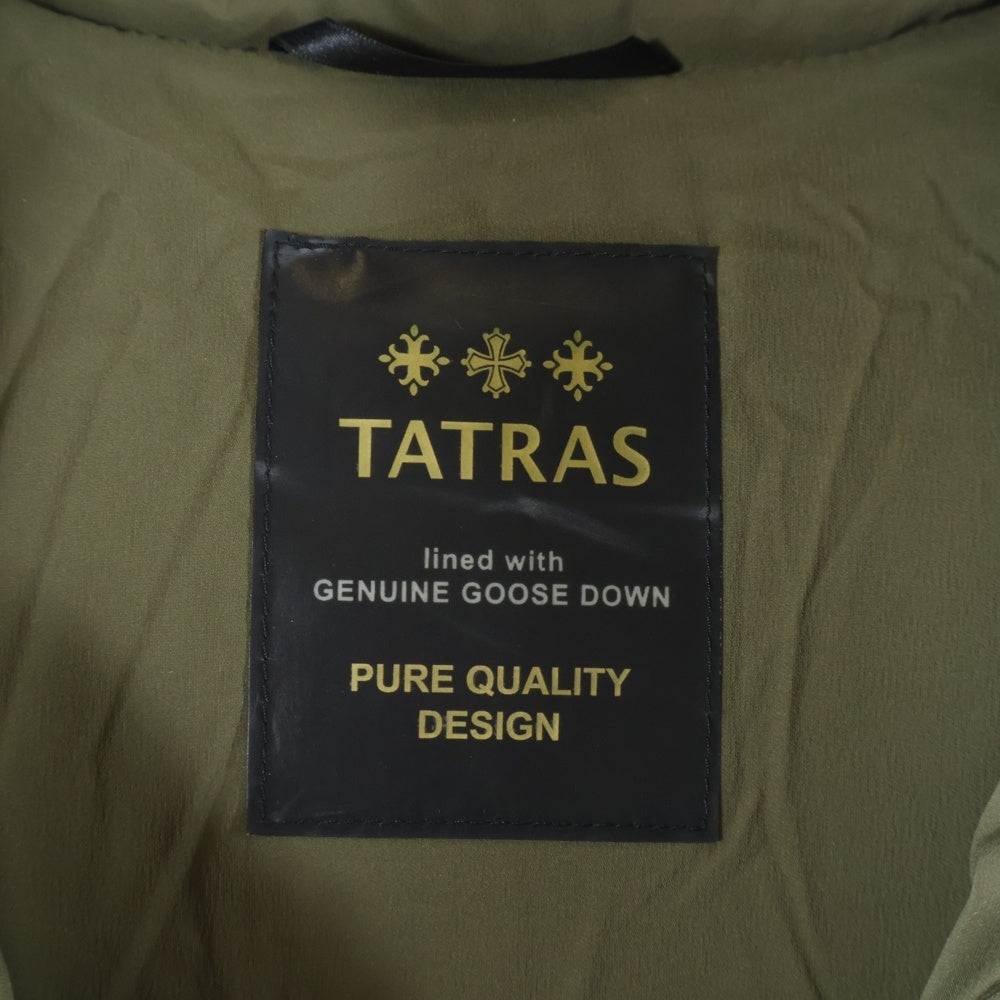 TATRAS
lined with
GENUINE GOOSE DOWN
PURE QUALITY
DESIGN